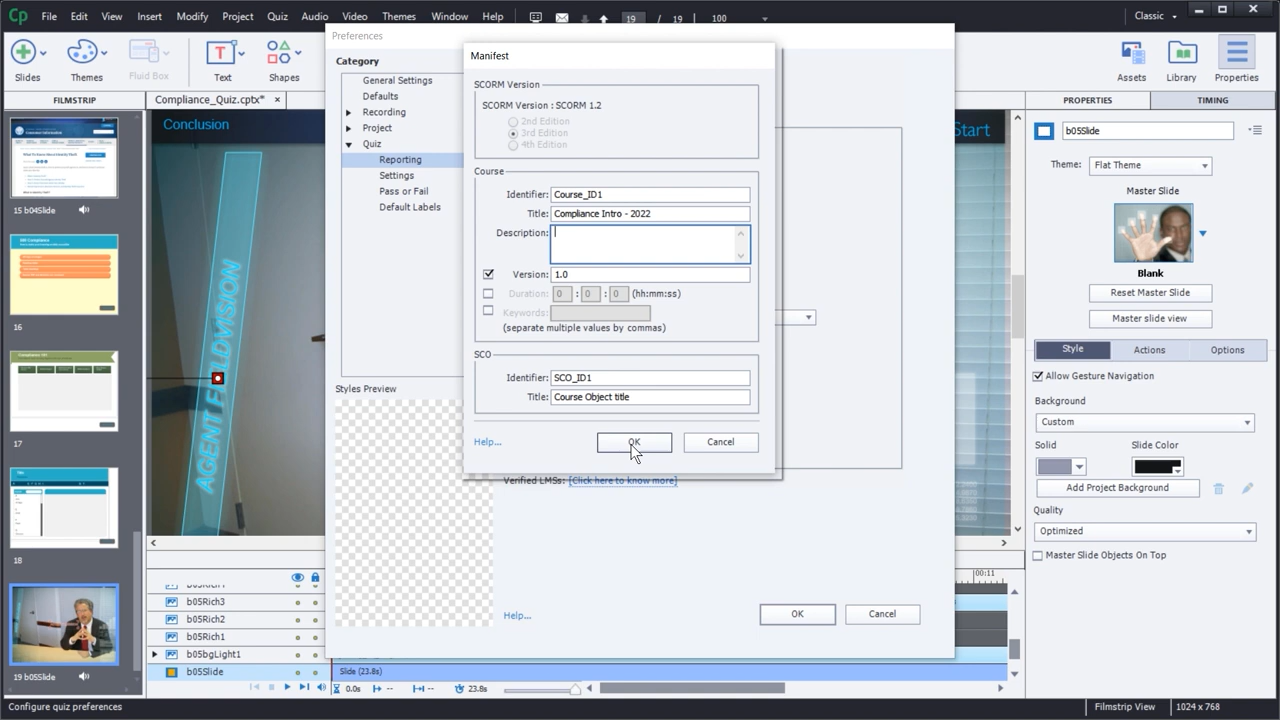 Cp File Edit View Insert Modify Project Quiz Audio Video Themes Window Help 19 / 19 100 Classic
Slides Themes Fluid Box Text Shapes Assets Library Properties
FILMSTRIP
Compliance_Quiz.cptx* ×
15 b04Slide
16
17
18
19 b05Slide
Conclusion
AGENT FIELDVISION
Start
Preferences
Category
General Settings
Defaults
Recording
Project
Quiz
Reporting
Settings
Pass or Fail
Default Labels
Styles Preview
Manifest
SCORM Version
SCORM Version : SCORM 1.2
2nd Edition
3rd Edition
4th Edition
Course
Identifier: Course_ID1
Title: Compliance Intro - 2022
Description:
Version: 1.0
Duration: 0 : 0 : 0 (hh:mm:ss)
Keywords:
(separate multiple values by commas)
SCO
Identifier: SCO_ID1
Title: Course Object title
Help... OK Cancel
Verified LMSs: [Click here to know more]
Help... OK Cancel
PROPERTIES TIMING
b05Slide
Theme: Flat Theme
Master Slide
Blank
Reset Master Slide
Master slide view
Style Actions Options
Allow Gesture Navigation
Background
Custom
Solid Slide Color
Add Project Background
Quality
Optimized
Master Slide Objects On Top
00:11
b05Rich3
b05Rich2
b05Rich1
b05bgLight1
b05Slide
Slide (23.8s)
0.0s -- -- 23.8s
Configure quiz preferences
Filmstrip View 1024 x 768